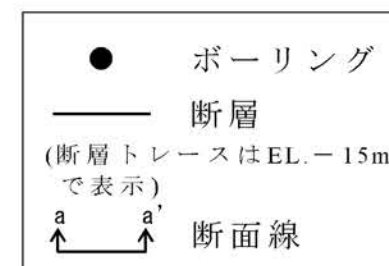 ボーリング
断層
(断層トレースはEL.－15m
で表示)
a a'
断面線